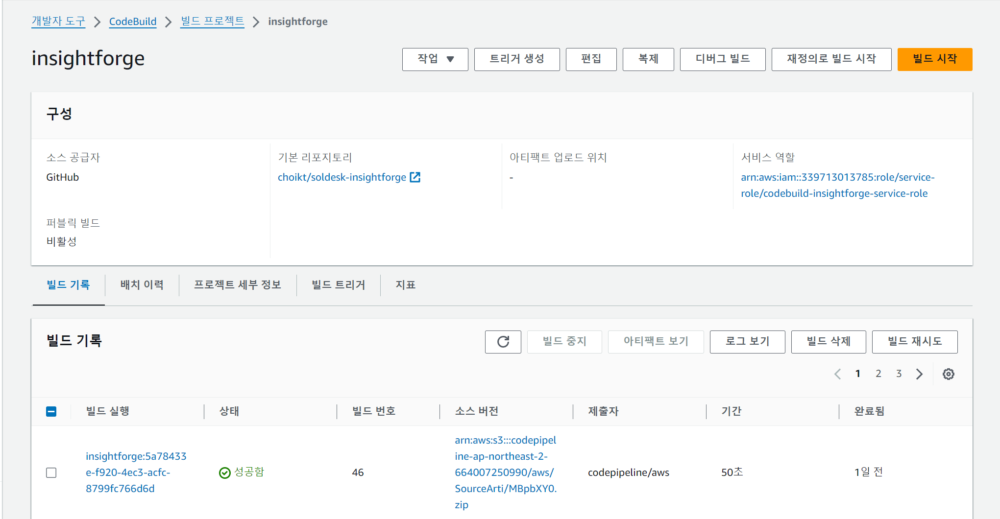 개발자 도구 > CodeBuild > 빌드 프로젝트 > insightforge
insightforge
작업 ▼
트리거 생성
편집
복제
디버그 빌드
재정의로 빌드 시작
빌드 시작
구성
소스 공급자
GitHub
기본 리포지토리
choikt/soldesk-insightforge
아티팩트 업로드 위치
-
서비스 역할
arn:aws:iam::339713013785:role/service-
role/codebuild-insightforge-service-role
퍼블릭 빌드
비활성
빌드 기록
배치 이력
프로젝트 세부 정보
빌드 트리거
지표
빌드 기록
빌드 중지
아티팩트 보기
로그 보기
빌드 삭제
빌드 재시도
1 2 3
빌드 실행
상태
빌드 번호
소스 버전
제출자
기간
완료됨
insightforge:5a78433
e-f920-4ec3-acfc-
8799fc766d6d
성공함
46
arn:aws:s3:::codepipel
ine-ap-northeast-2-
664007250990/aws/
SourceArti/MBpbXY0.
zip
codepipeline/aws
50초
1일 전